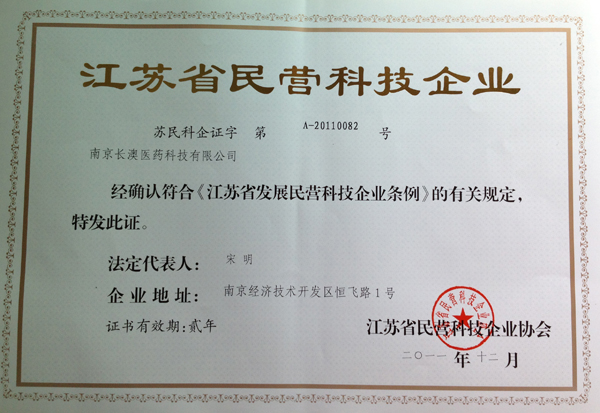 江苏省民营科技企业
苏民科企证字 第 A-20110082 号
南京长澳医药科技有限公司
经确认符合《江苏省发展民营科技企业条例》的有关规定，
特发此证。
法定代表人： 宋 明
企业地址： 南京经济技术开发区恒飞路1号
证书有效期：贰年
江苏省民营科技企业协会
二〇一一 年 十二 月